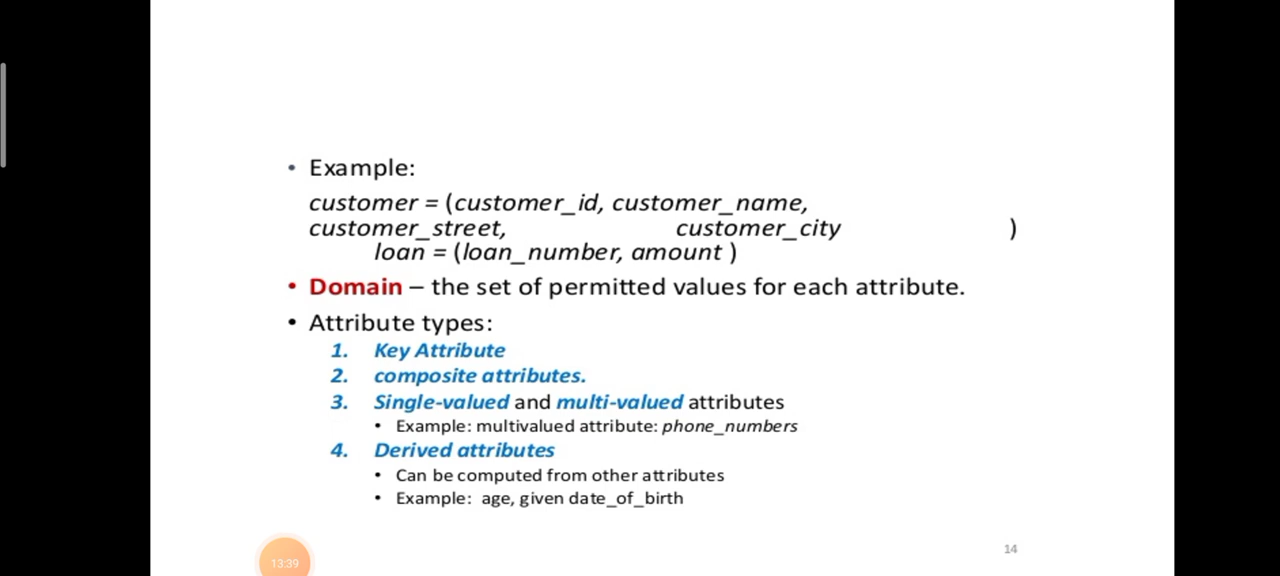 • Example:
customer = (customer_id, customer_name,
customer_street, customer_city )
loan = (loan_number, amount )
• Domain – the set of permitted values for each attribute.
• Attribute types:
1. Key Attribute
2. composite attributes.
3. Single-valued and multi-valued attributes
• Example: multivalued attribute: phone_numbers
4. Derived attributes
• Can be computed from other attributes
• Example: age, given date_of_birth
14
13:39